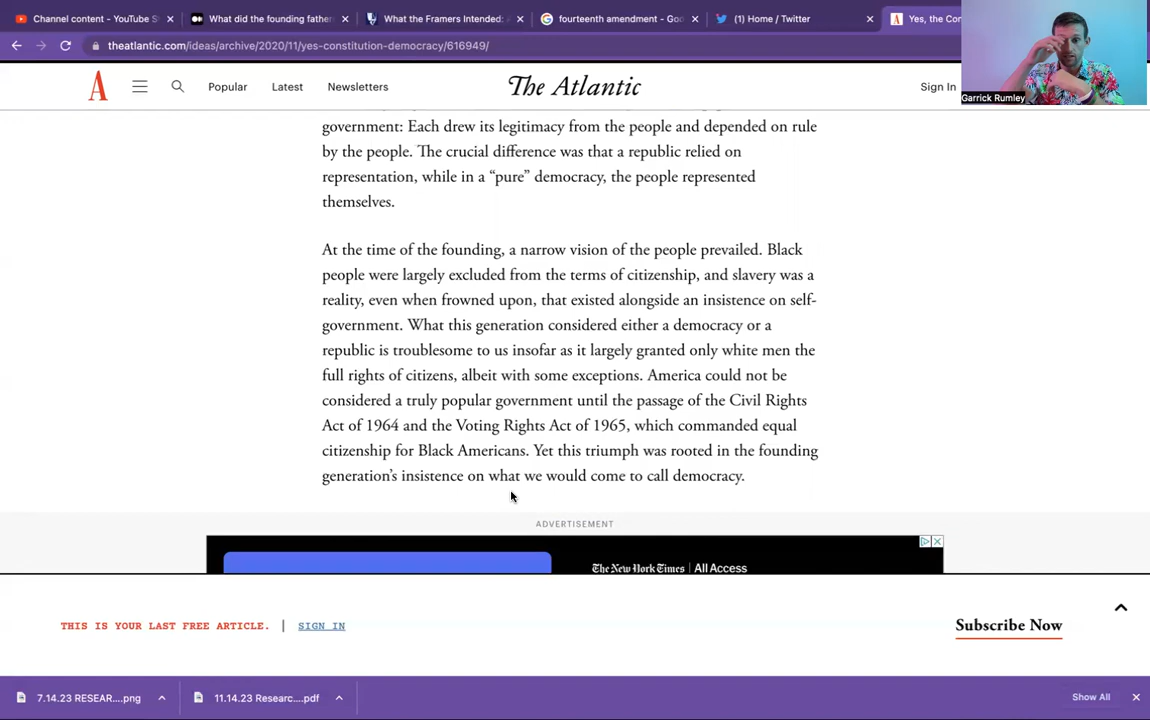 Channel content - YouTube S
What did the founding father
What the Framers Intended:
fourteenth amendment - Goo
(1) Home / Twitter
Yes, the Con
theatlantic.com/ideas/archive/2020/11/yes-constitution-democracy/616949/
Popular
Latest
Newsletters
The Atlantic
Sign In
Garrick Rumley
government: Each drew its legitimacy from the people and depended on rule
by the people. The crucial difference was that a republic relied on
representation, while in a “pure” democracy, the people represented
themselves.
At the time of the founding, a narrow vision of the people prevailed. Black
people were largely excluded from the terms of citizenship, and slavery was a
reality, even when frowned upon, that existed alongside an insistence on self-
government. What this generation considered either a democracy or a
republic is troublesome to us insofar as it largely granted only white men the
full rights of citizens, albeit with some exceptions. America could not be
considered a truly popular government until the passage of the Civil Rights
Act of 1964 and the Voting Rights Act of 1965, which commanded equal
citizenship for Black Americans. Yet this triumph was rooted in the founding
generation’s insistence on what we would come to call democracy.
ADVERTISEMENT
The New York Times | All Access
THIS IS YOUR LAST FREE ARTICLE. | SIGN IN
Subscribe Now
7.14.23 RESEAR....png
11.14.23 Researc....pdf
Show All